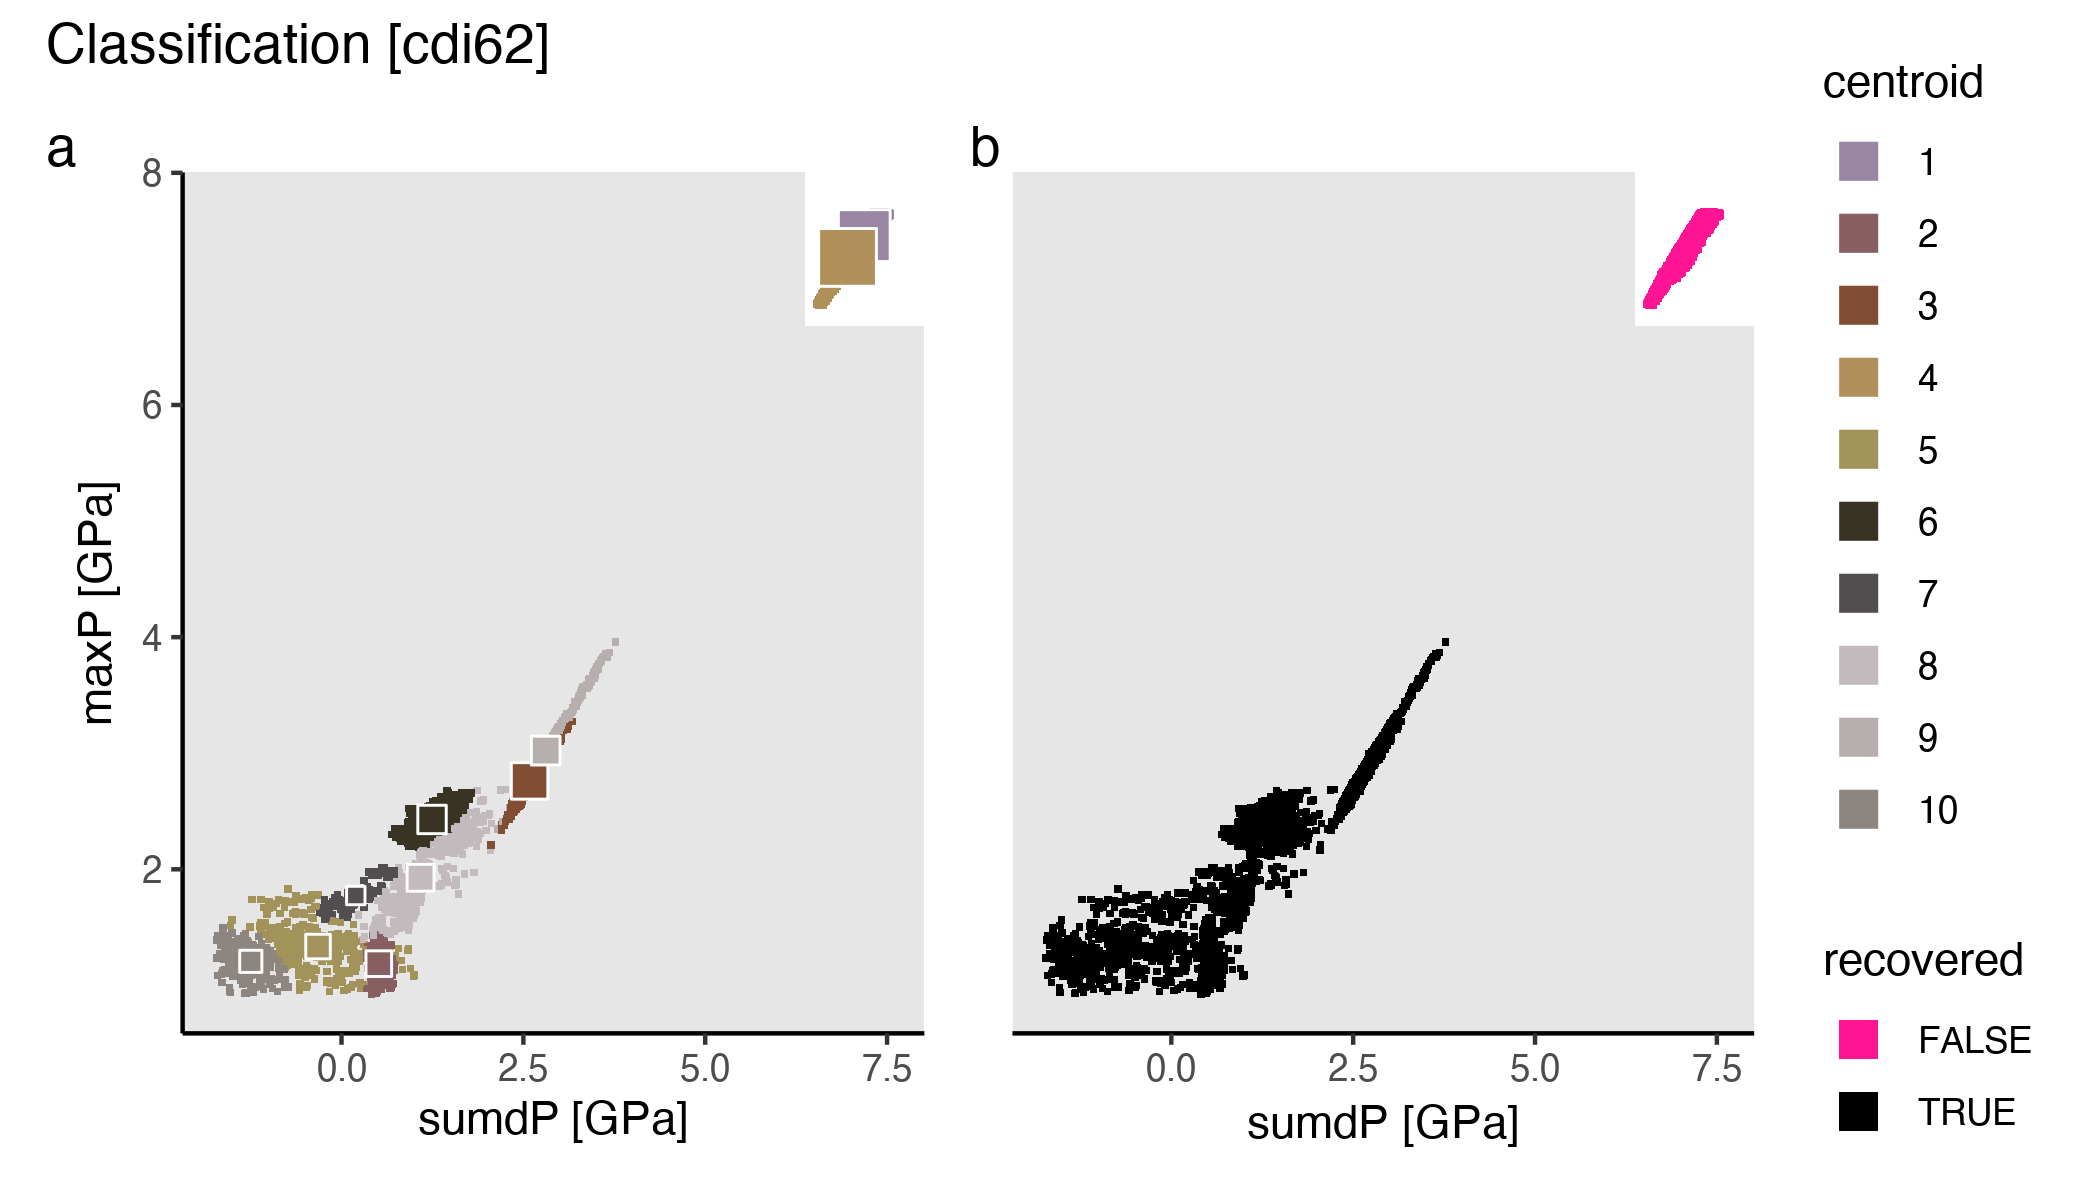 Classification [cdi62]
a
b
8
6
4
2
maxP [GPa]
0.0 2.5 5.0 7.5
sumdP [GPa]
0.0 2.5 5.0 7.5
sumdP [GPa]
centroid
1
2
3
4
5
6
7
8
9
10
recovered
FALSE
TRUE